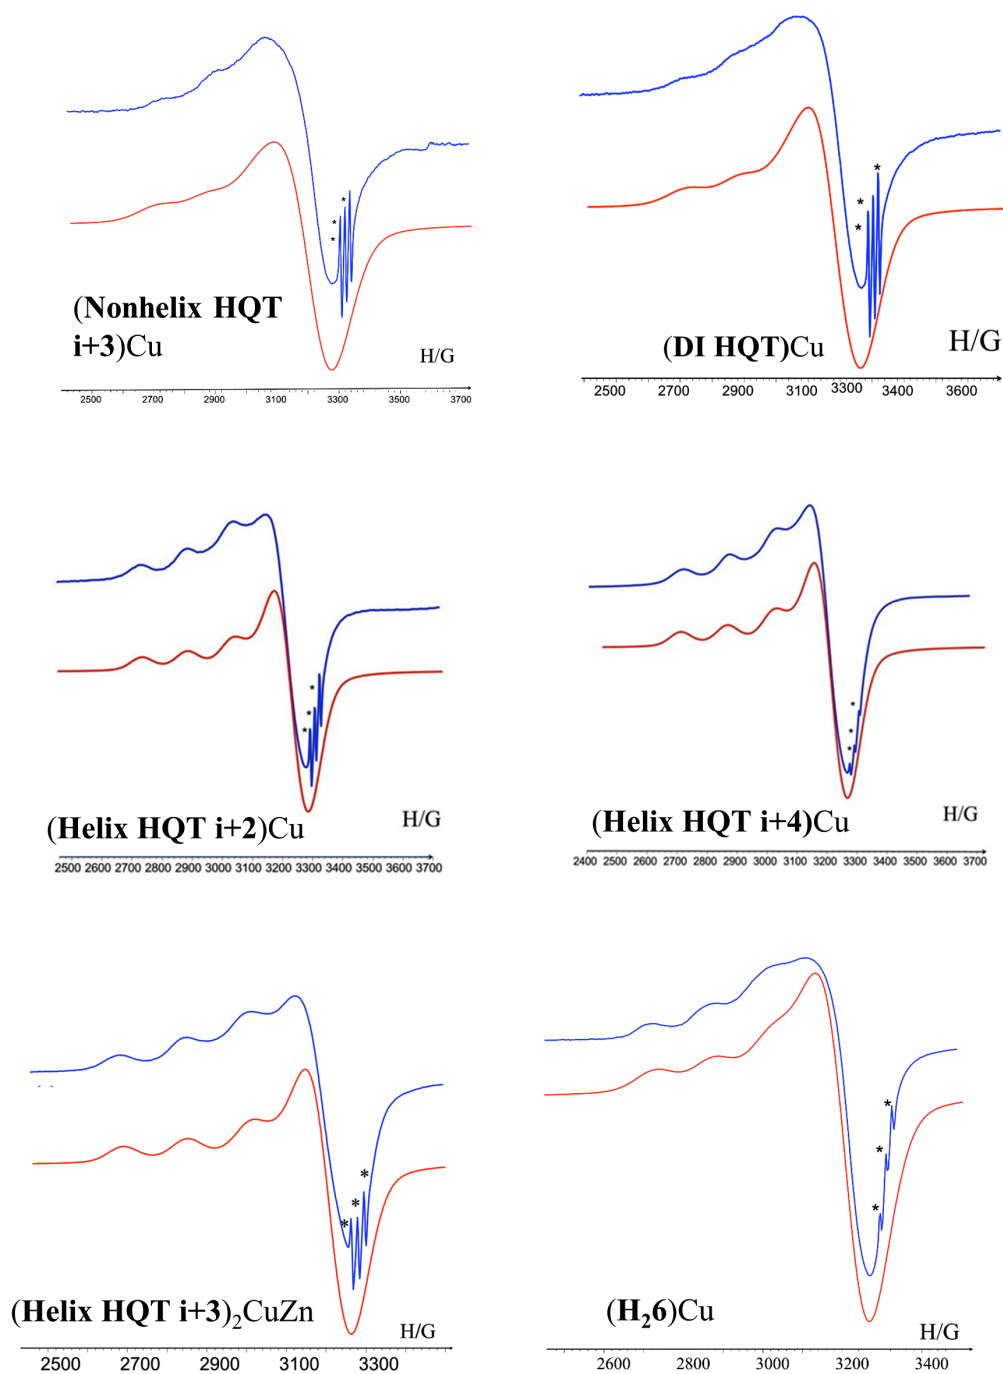 * * *
(Nonhelix HQT
i+3)Cu
H/G
2500 2700 2900 3100 3300 3500 3700
* * *
(DI HQT)Cu
H/G
2500 2700 2900 3100 3300 3400 3600
* * *
(Helix HQT i+2)Cu
H/G
2500 2600 2700 2800 2900 3000 3100 3200 3300 3400 3500 3600 3700
* * *
(Helix HQT i+4)Cu
H/G
2400 2500 2600 2700 2800 2900 3000 3100 3200 3300 3400 3500 3600 3700
* * *
(Helix HQT i+3)2CuZn
H/G
2500 2700 2900 3100 3300
* * *
(H26)Cu
H/G
2600 2800 3000 3200 3400